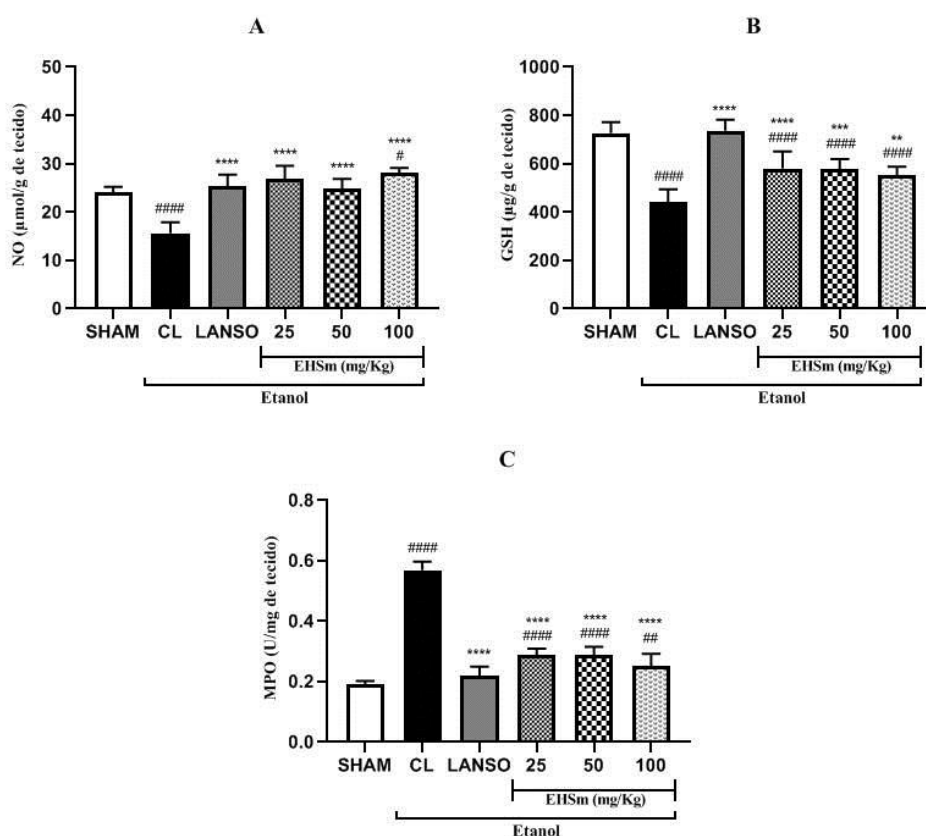 A
NO (µmol/g de tecido)
50
40
30
20
10
0
####
****
****
****
****
#
SHAM CL LANSO 25 50 100
EHSm (mg/Kg)
Etanol
B
GSH (µg/g de tecido)
1000
800
600
400
200
0
####
****
****
####
***
####
**
####
SHAM CL LANSO 25 50 100
EHSm (mg/Kg)
Etanol
C
MPO (U/mg de tecido)
0.8
0.6
0.4
0.2
0.0
####
****
****
####
****
####
****
##
SHAM CL LANSO 25 50 100
EHSm (mg/Kg)
Etanol